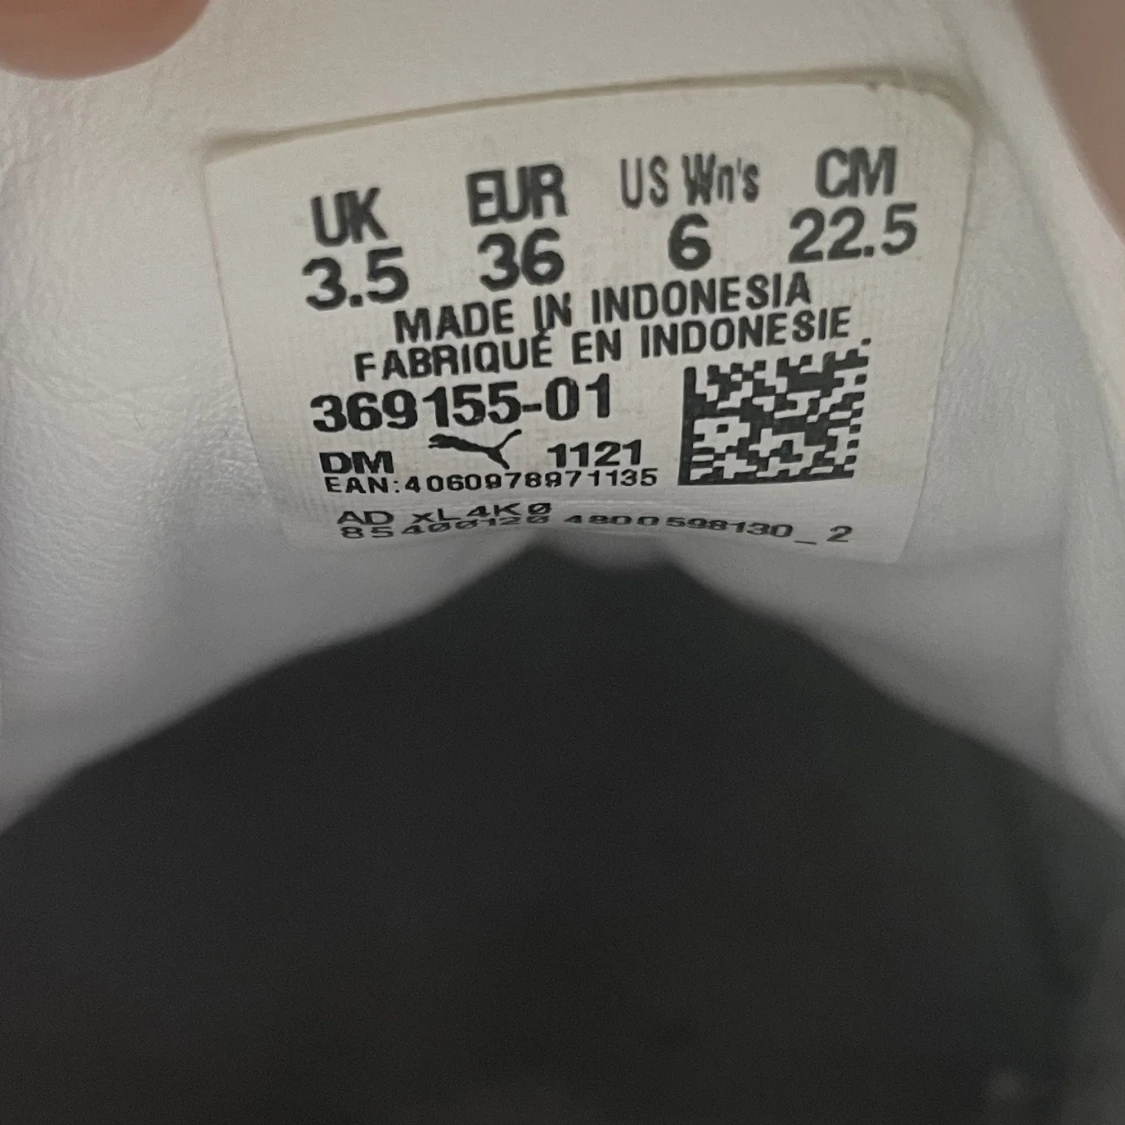 UK EUR US Wn's CM
3.5 36 6 22.5
MADE IN INDONESIA
FABRIQUÉ EN INDONESIE
369155-01
DM 1121
EAN:4060978971135
AD xL4K0
85400120 4800598130_2